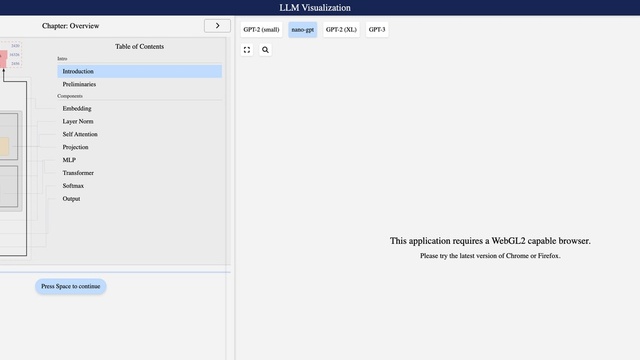 LLM Visualization
Chapter: Overview
Table of Contents
Intro
Introduction
Preliminaries
Components
Embedding
Layer Norm
Self Attention
Projection
MLP
Transformer
Softmax
Output
Press Space to continue
GPT-2 (small)
nano-gpt
GPT-2 (XL)
GPT-3
This application requires a WebGL2 capable browser.
Please try the latest version of Chrome or Firefox.